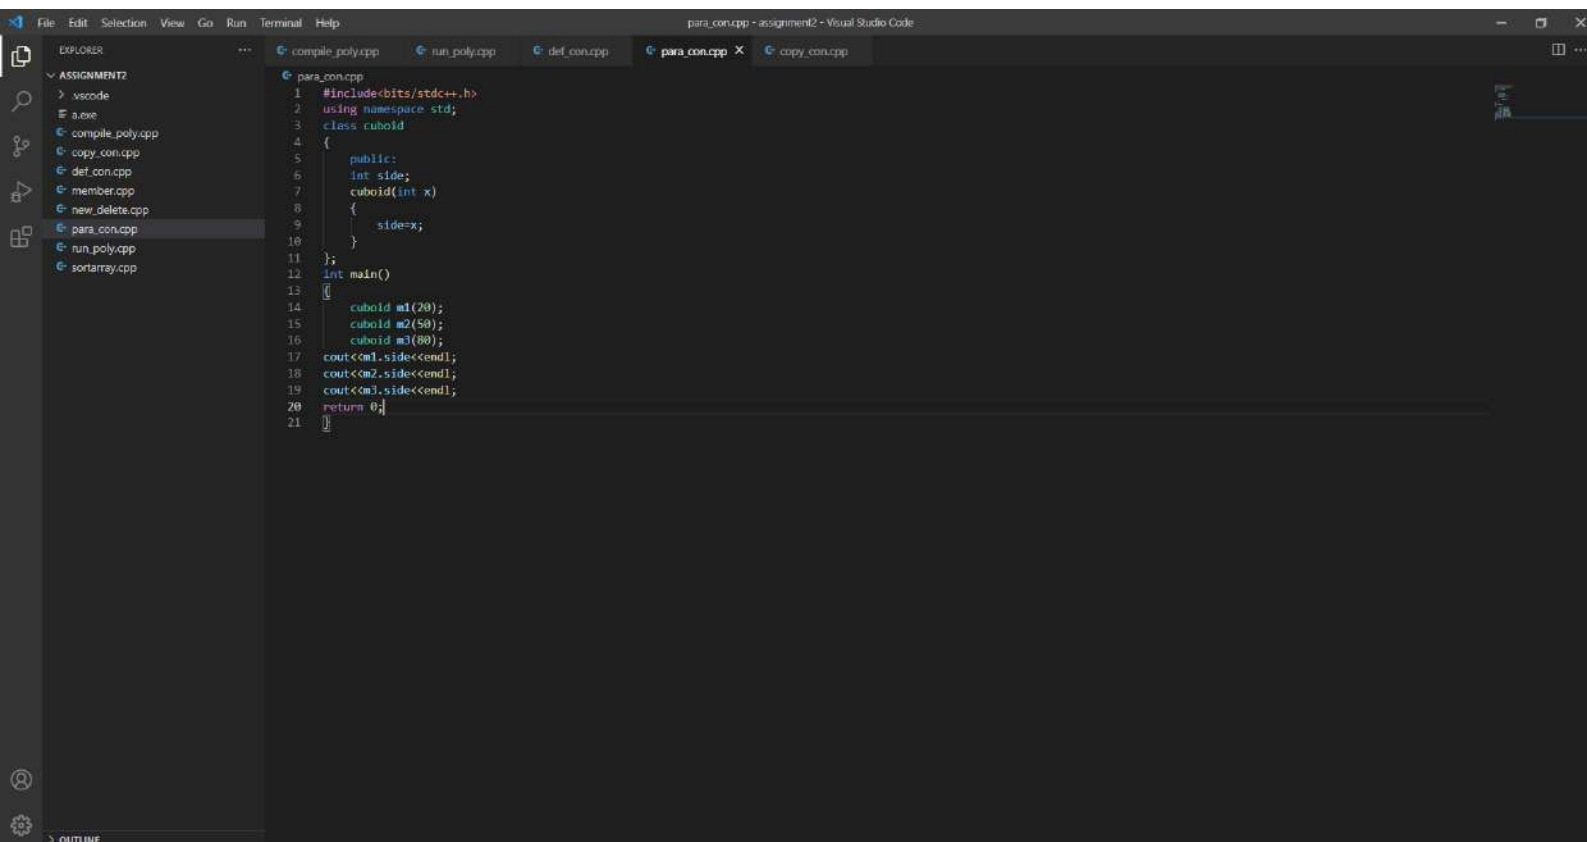 File Edit Selection View Go Run Terminal Help
para_con.cpp - assignment2 - Visual Studio Code
EXPLORER
compile_poly.cpp run_poly.cpp def_con.cpp para_con.cpp copy_con.cpp
ASSIGNMENT2
.vscode
a.exe
compile_poly.cpp
copy_con.cpp
def_con.cpp
member.cpp
new_delete.cpp
para_con.cpp
run_poly.cpp
sortarray.cpp
OUTLINE
para_con.cpp
1 #include<bits/stdc++.h>
2 using namespace std;
3 class cuboid
4 {
5 public:
6 int side;
7 cuboid(int x)
8 {
9 side=x;
10 }
11 };
12 int main()
13 {
14 cuboid m1(20);
15 cuboid m2(50);
16 cuboid m3(80);
17 cout<<m1.side<<endl;
18 cout<<m2.side<<endl;
19 cout<<m3.side<<endl;
20 return 0;
21 }